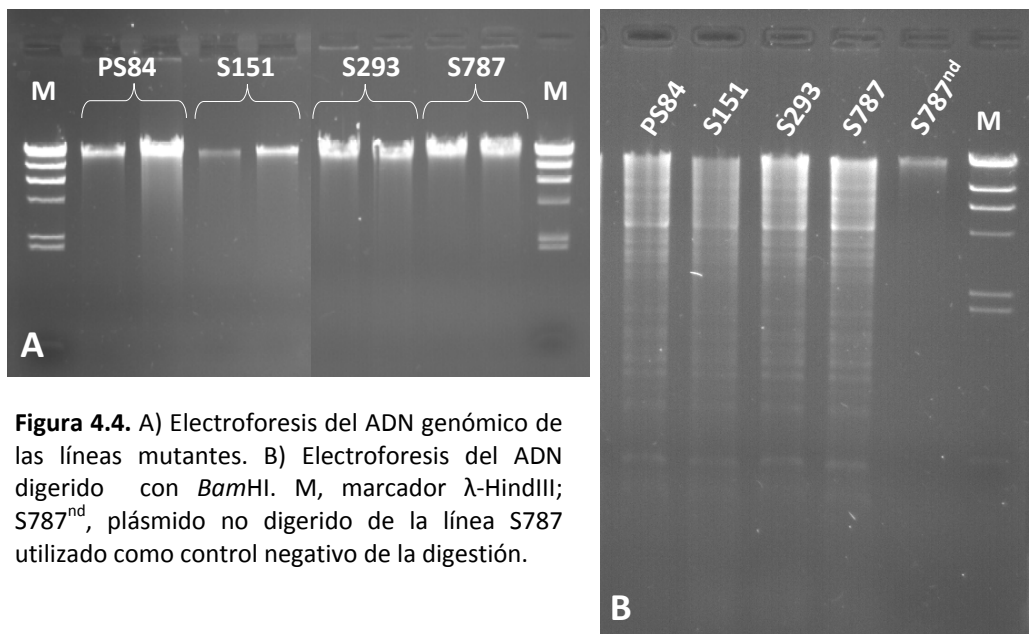 PS84 S151 S293 S787
M M
A
PS84 S151 S293 S787 S787nd M
B
Figura 4.4. A) Electroforesis del ADN genómico de
las líneas mutantes. B) Electroforesis del ADN
digerido con BamHI. M, marcador λ-HindIII;
S787nd, plásmido no digerido de la línea S787
utilizado como control negativo de la digestión.